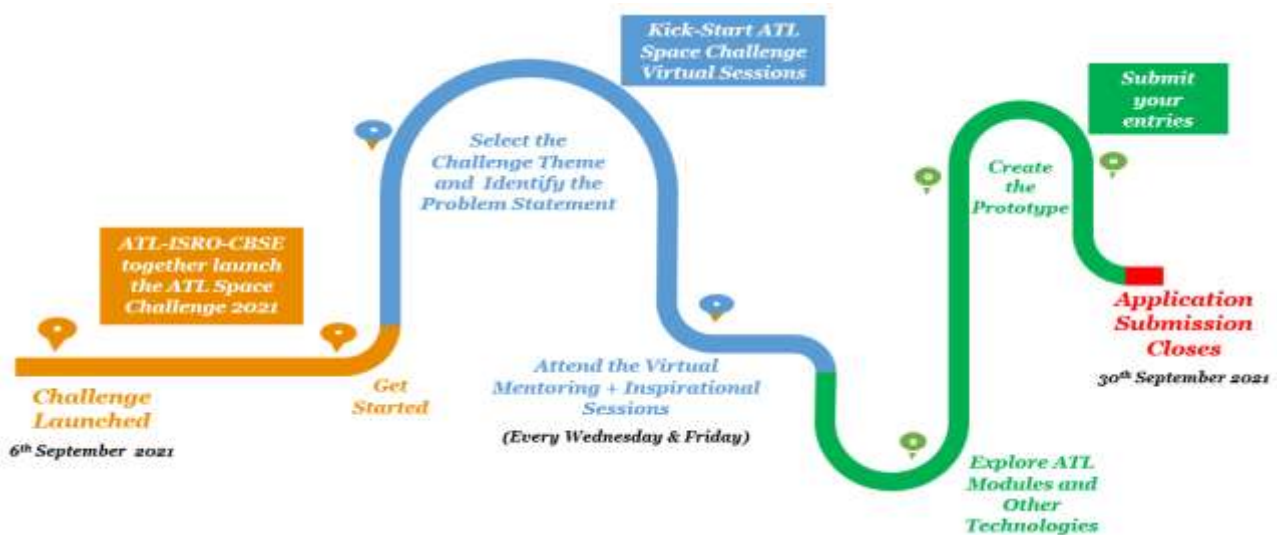 Challenge
Launched
6th September 2021
ATL-ISRO-CBSE
together launch
the ATL Space
Challenge 2021
Get
Started
Select the
Challenge Theme
and Identify the
Problem Statement
Kick-Start ATL
Space Challenge
Virtual Sessions
Attend the Virtual
Mentoring + Inspirational
Sessions
(Every Wednesday & Friday)
Explore ATL
Modules and
Other
Technologies
Create
the
Prototype
Submit
your
entries
Application
Submission
Closes
30th September 2021